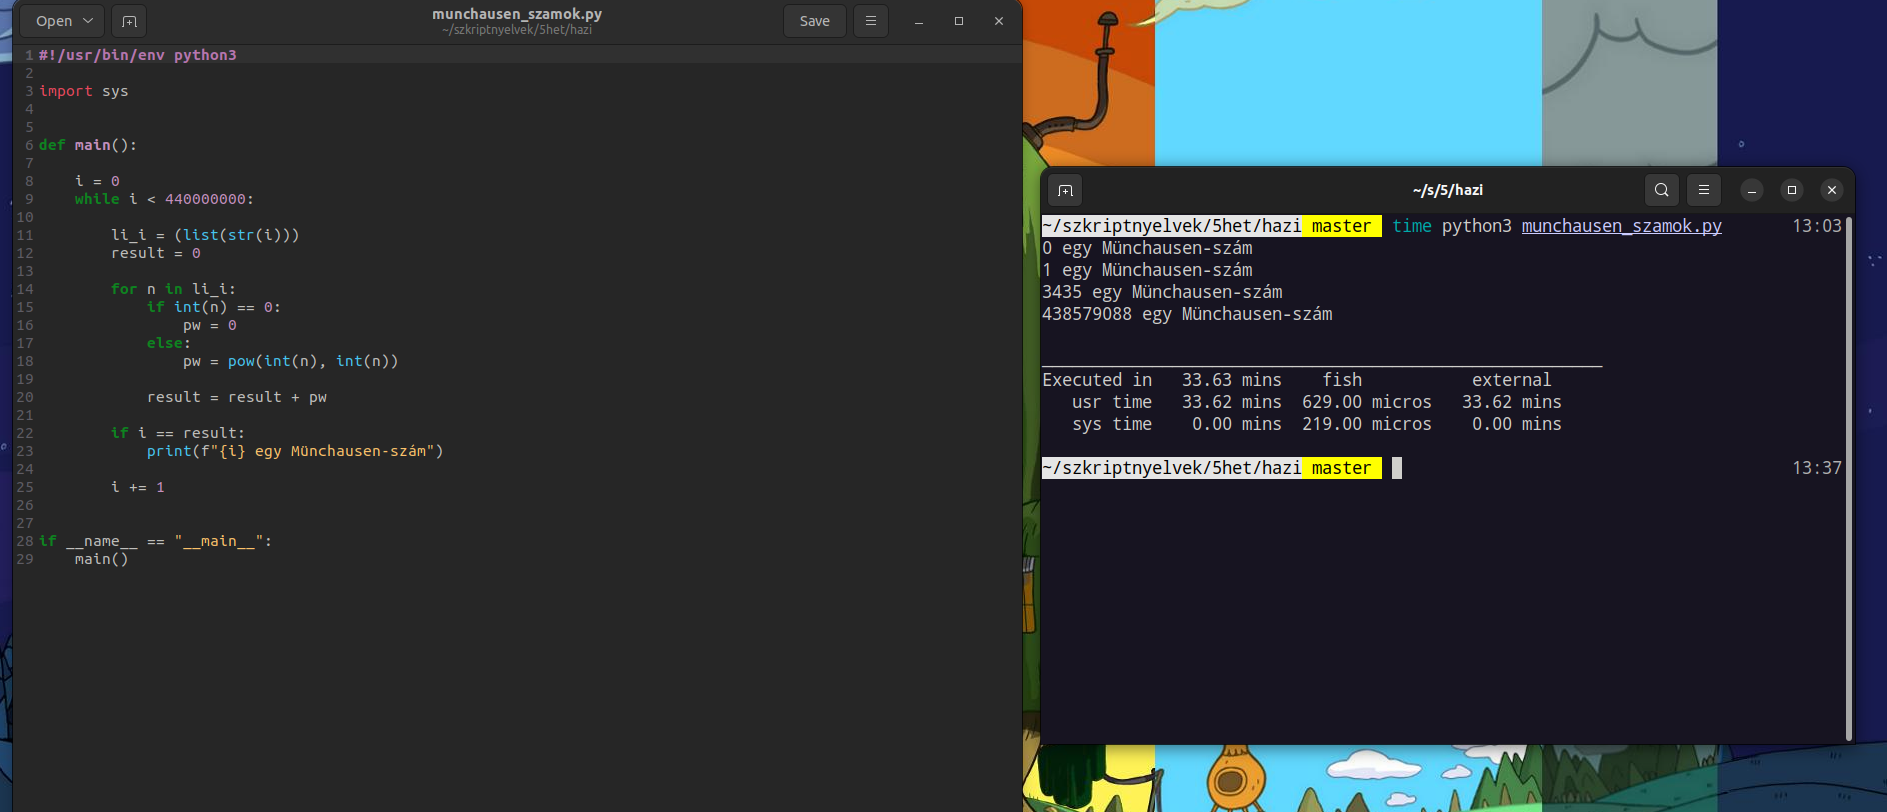 Open
munchausen_szamok.py
~/szkriptnyelvek/5het/hazi
Save
1 #!/usr/bin/env python3
2
3 import sys
4
5
6 def main():
7
8     i = 0
9     while i < 440000000:
10
11         li_i = (list(str(i)))
12         result = 0
13
14         for n in li_i:
15             if int(n) == 0:
16                 pw = 0
17             else:
18                 pw = pow(int(n), int(n))
19
20             result = result + pw
21
22         if i == result:
23             print(f"{i} egy Münchausen-szám")
24
25         i += 1
26
27
28 if __name__ == "__main__":
29     main()
~/s/5/hazi
~/szkriptnyelvek/5het/hazi master time python3 munchausen_szamok.py 13:03
0 egy Münchausen-szám
1 egy Münchausen-szám
3435 egy Münchausen-szám
438579088 egy Münchausen-szám
________________________________________________________
Executed in   33.63 mins    fish           external
   usr time   33.62 mins  629.00 micros   33.62 mins
   sys time    0.00 mins  219.00 micros    0.00 mins
~/szkriptnyelvek/5het/hazi master 13:37